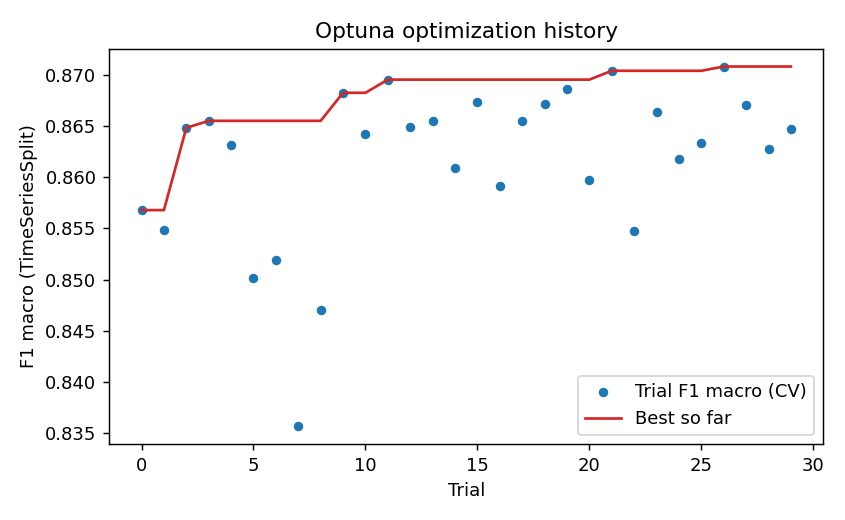 Optuna optimization history
F1 macro (TimeSeriesSplit)
0.870
0.865
0.860
0.855
0.850
0.845
0.840
0.835
Trial F1 macro (CV)
Best so far
0 5 10 15 20 25 30
Trial